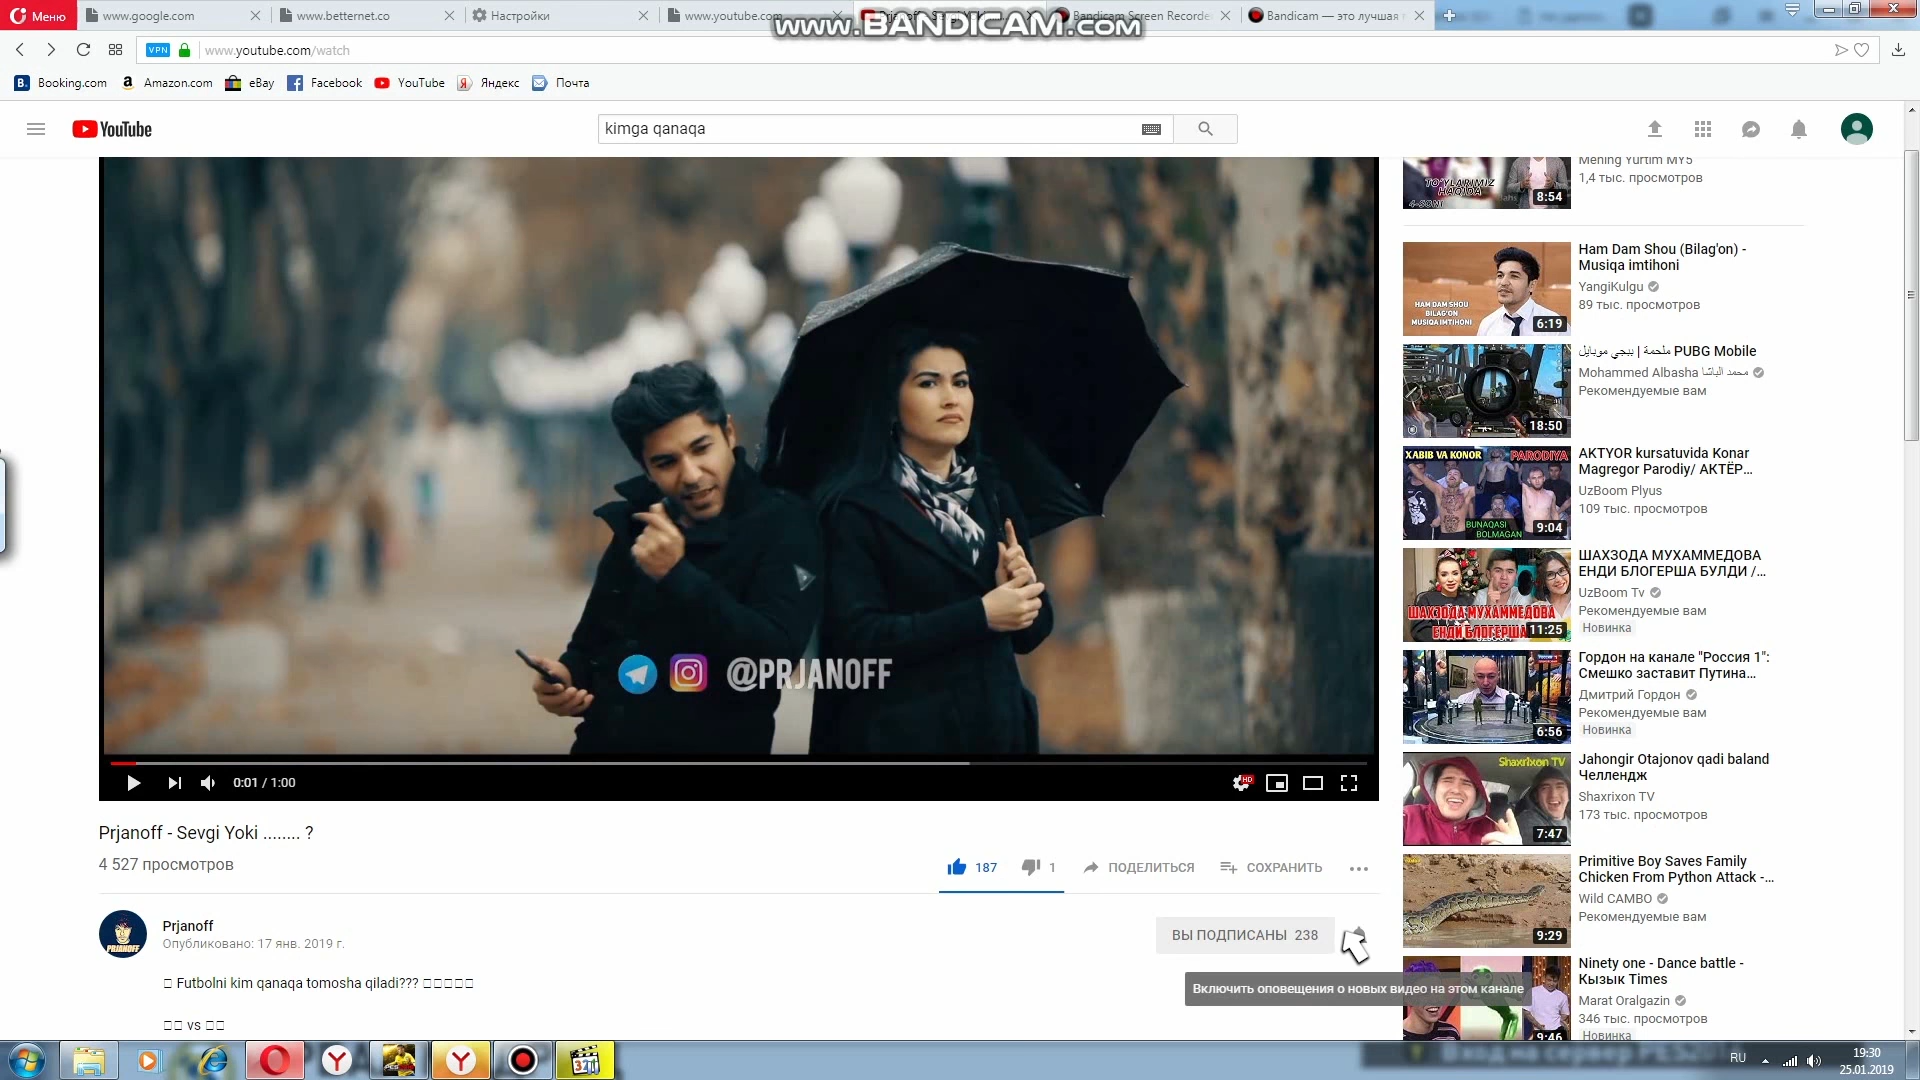 Меню
www.google.com
www.betternet.co
Настройки
www.youtube.com
Bandicam Screen Recorde
Bandicam — это лучшая
www.BANDICAM.com
VPN
www.youtube.com/watch
Booking.com
Amazon.com
eBay
Facebook
YouTube
Яндекс
Почта
YouTube
kimga qanaqa
@PRJANOFF
0:01 / 1:00
HD
Prjanoff - Sevgi Yoki ........ ?
4 527 просмотров
187
1
ПОДЕЛИТЬСЯ
СОХРАНИТЬ
PRJANOFF
Prjanoff
Опубликовано: 17 янв. 2019 г.
ВЫ ПОДПИСАНЫ 238
Включить оповещения о новых видео на этом канале
Futbolni kim qanaqa tomosha qiladi???
vs
TO'YLARIMIZ
HAQIDA
4-SONI
8:54
Mening Yurtim MY5
1,4 тыс. просмотров
HAM DAM SHOU
BILAG'ON
MUSIQA IMTIHONI
6:19
Ham Dam Shou (Bilag'on) -
Musiqa imtihoni
YangiKulgu
89 тыс. просмотров
18:50
ملحمة | ببجي موبايل PUBG Mobile
Mohammed Albasha محمد الباشا
Рекомендуемые вам
XABIB VA KONOR
PARODIYA
BUNAQASI
BOLMAGAN
9:04
AKTYOR kursatuvida Konar
Magregor Parodiy/ АКТЁР...
UzBoom Plyus
109 тыс. просмотров
ШАХЗОДА МУХАММЕДОВА
ЕНДИ БЛОГЕРША
11:25
ШАХЗОДА МУХАММЕДОВА
ЕНДИ БЛОГЕРША БУЛДИ /...
UzBoom Tv
Рекомендуемые вам
Новинка
6:56
Гордон на канале "Россия 1":
Смешко заставит Путина...
Дмитрий Гордон
Рекомендуемые вам
Новинка
Shaxrixon TV
7:47
Jahongir Otajonov qadi baland
Челлендж
Shaxrixon TV
173 тыс. просмотров
9:29
Primitive Boy Saves Family
Chicken From Python Attack -...
Wild CAMBO
Рекомендуемые вам
9:46
Ninety one - Dance battle -
Кызык Times
Marat Oralgazin
346 тыс. просмотров
Новинка
RU
19:30
25.01.2019